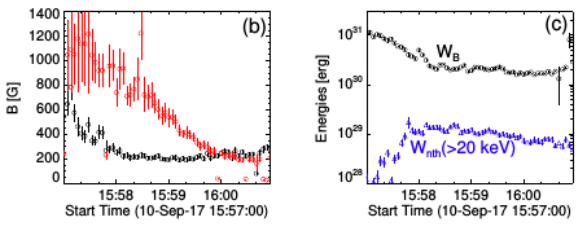 (b)
1400
1200
1000
800
600
400
200
0
B [G]
15:58 15:59 16:00
Start Time (10-Sep-17 15:57:00)
(c)
10^31
10^30
10^29
10^28
Energies [erg]
W_B
W_nth(>20 keV)
15:58 15:59 16:00
Start Time (10-Sep-17 15:57:00)